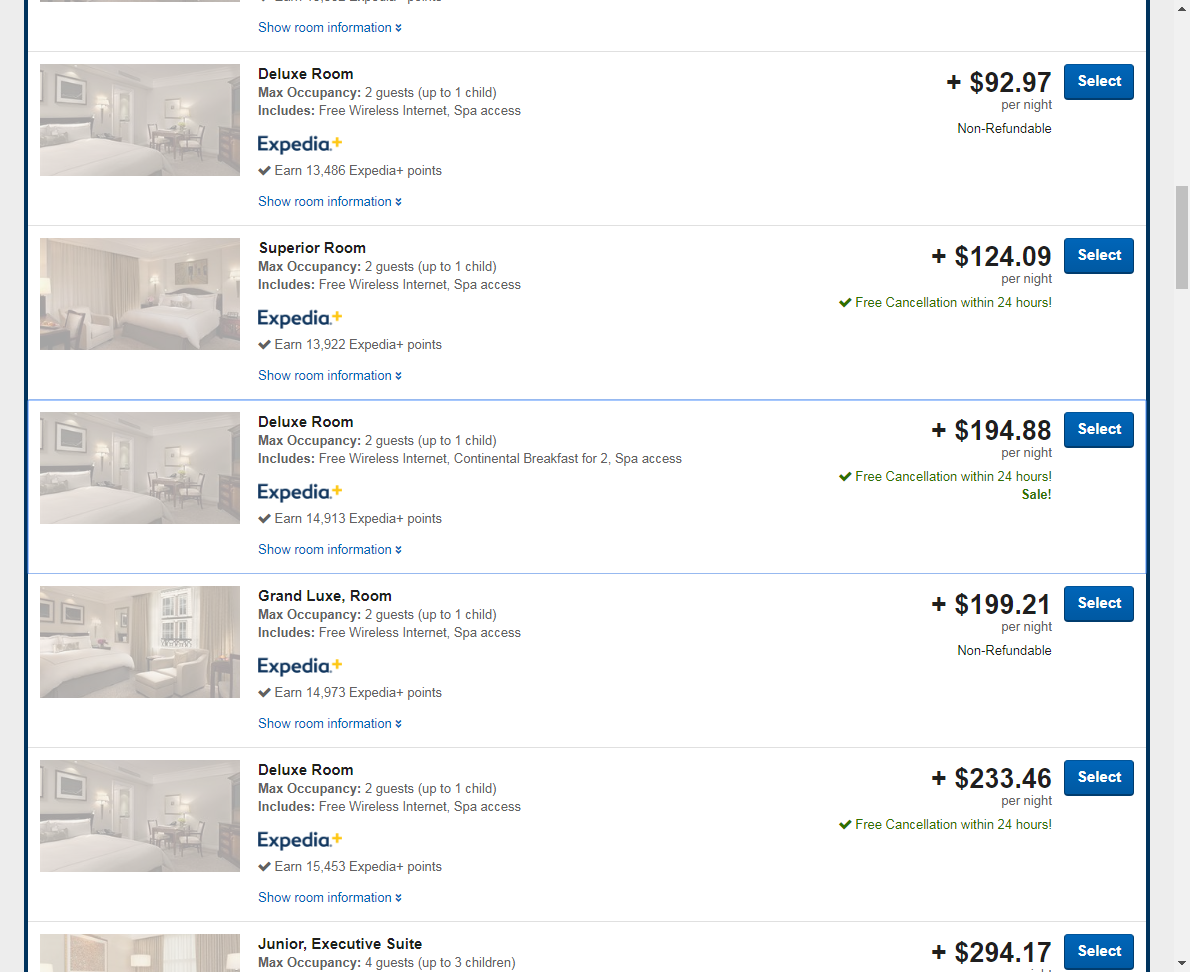 Show room information
Deluxe Room
Max Occupancy: 2 guests (up to 1 child)
Includes: Free Wireless Internet, Spa access
Expedia+
Earn 13,486 Expedia+ points
Show room information
+ $92.97
per night
Non-Refundable
Select
Superior Room
Max Occupancy: 2 guests (up to 1 child)
Includes: Free Wireless Internet, Spa access
Expedia+
Earn 13,922 Expedia+ points
Show room information
+ $124.09
per night
Free Cancellation within 24 hours!
Select
Deluxe Room
Max Occupancy: 2 guests (up to 1 child)
Includes: Free Wireless Internet, Continental Breakfast for 2, Spa access
Expedia+
Earn 14,913 Expedia+ points
Show room information
+ $194.88
per night
Free Cancellation within 24 hours!
Sale!
Select
Grand Luxe, Room
Max Occupancy: 2 guests (up to 1 child)
Includes: Free Wireless Internet, Spa access
Expedia+
Earn 14,973 Expedia+ points
Show room information
+ $199.21
per night
Non-Refundable
Select
Deluxe Room
Max Occupancy: 2 guests (up to 1 child)
Includes: Free Wireless Internet, Spa access
Expedia+
Earn 15,453 Expedia+ points
Show room information
+ $233.46
per night
Free Cancellation within 24 hours!
Select
Junior, Executive Suite
Max Occupancy: 4 guests (up to 3 children)
+ $294.17
Select